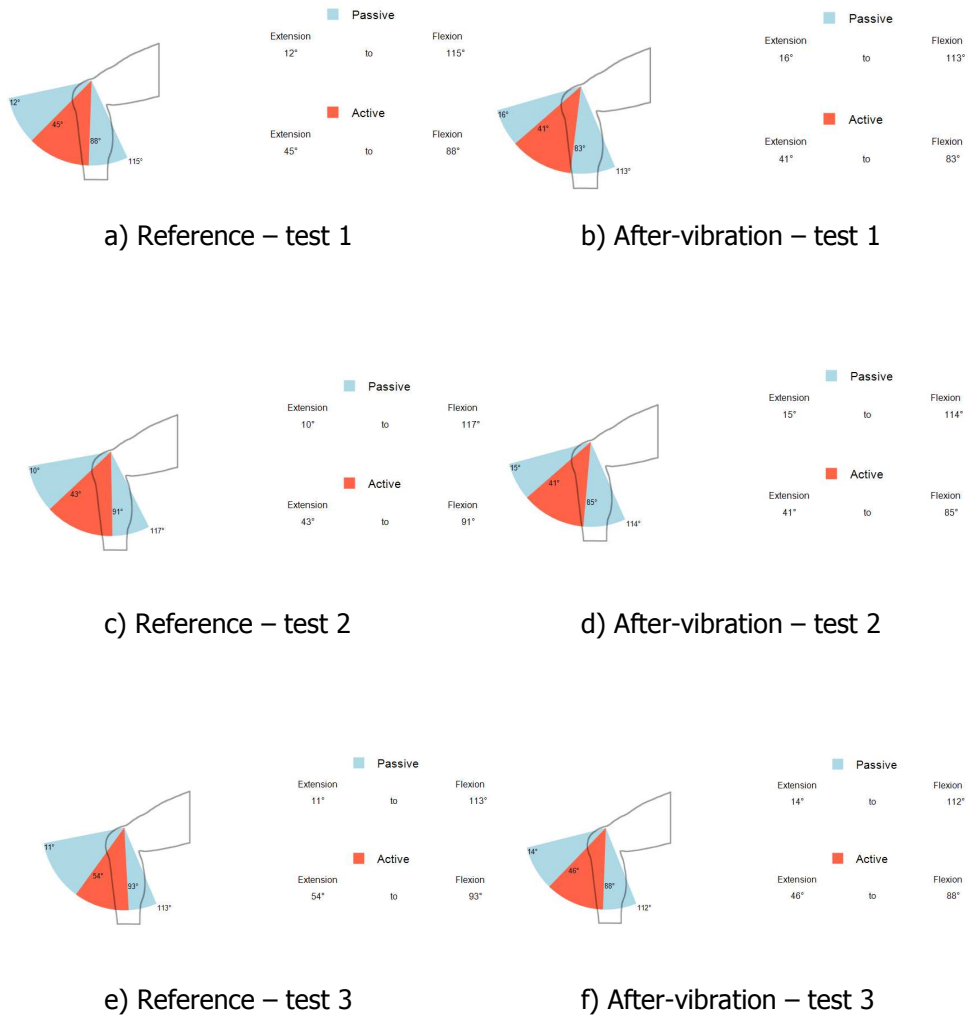 Passive
Extension Flexion
12° to 115°
Active
Extension Flexion
45° to 88°
12°
45°
88°
115°
a) Reference – test 1
Passive
Extension Flexion
16° to 113°
Active
Extension Flexion
41° to 83°
16°
41°
83°
113°
b) After-vibration – test 1
Passive
Extension Flexion
10° to 117°
Active
Extension Flexion
43° to 91°
10°
43°
91°
117°
c) Reference – test 2
Passive
Extension Flexion
15° to 114°
Active
Extension Flexion
41° to 85°
15°
41°
85°
114°
d) After-vibration – test 2
Passive
Extension Flexion
11° to 113°
Active
Extension Flexion
54° to 93°
11°
54°
93°
113°
e) Reference – test 3
Passive
Extension Flexion
14° to 112°
Active
Extension Flexion
46° to 88°
14°
46°
88°
112°
f) After-vibration – test 3